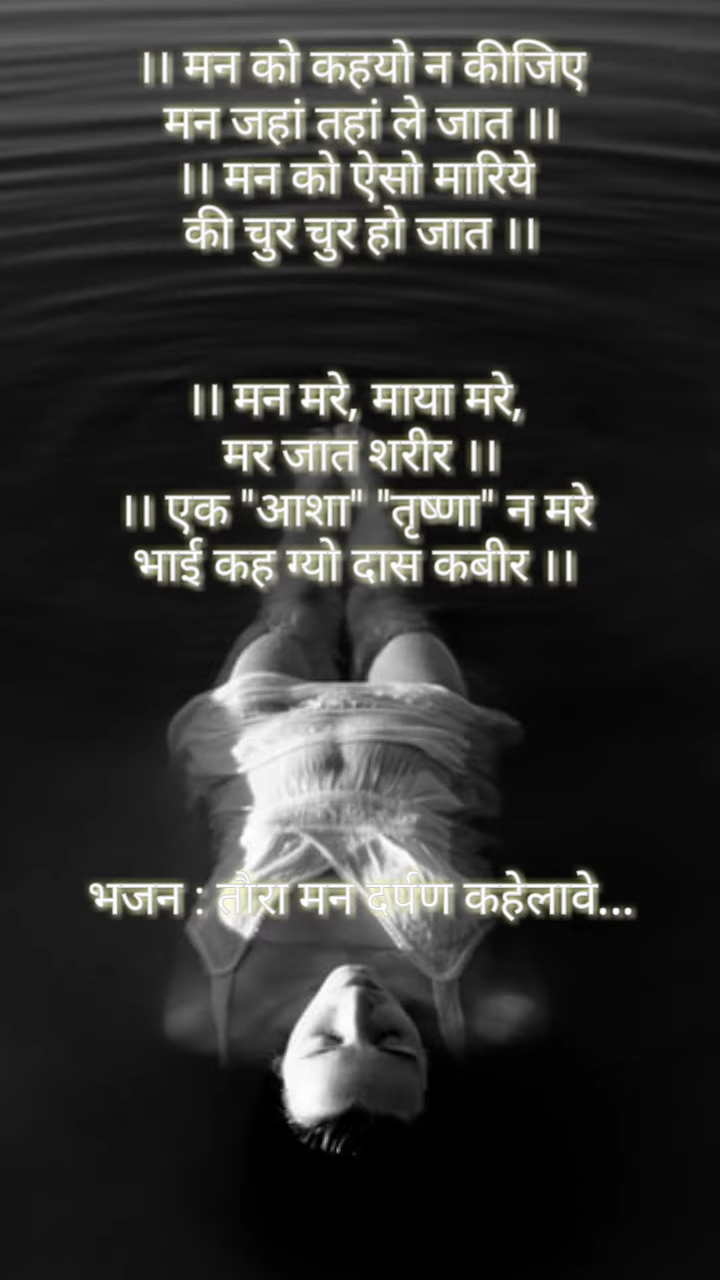 ।। मन को कहयो न कीजिए
मन जहां तहां ले जात ।।
।। मन को ऐसो मारिये
की चुर चुर हो जात ।।
।। मन मरे, माया मरे,
मर जात शरीर ।।
।। एक "आशा" "तृष्णा" न मरे
भाई कह ग्यो दास कबीर ।।
भजन : तौरा मन दर्पण कहेलावे...